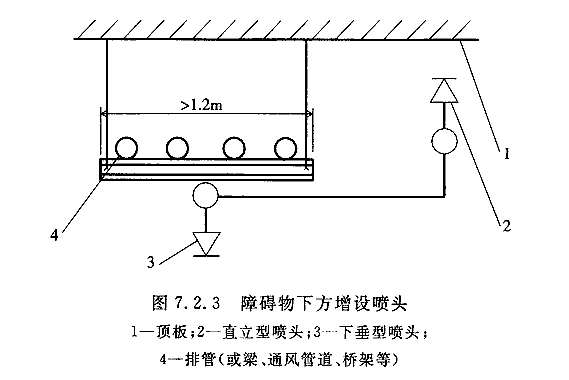 >1.2m
1
2
3
4
图 7.2.3 障碍物下方增设喷头
1—顶板;2—直立型喷头;3—下垂型喷头;
4—排管(或梁、通风管道、桥架等)